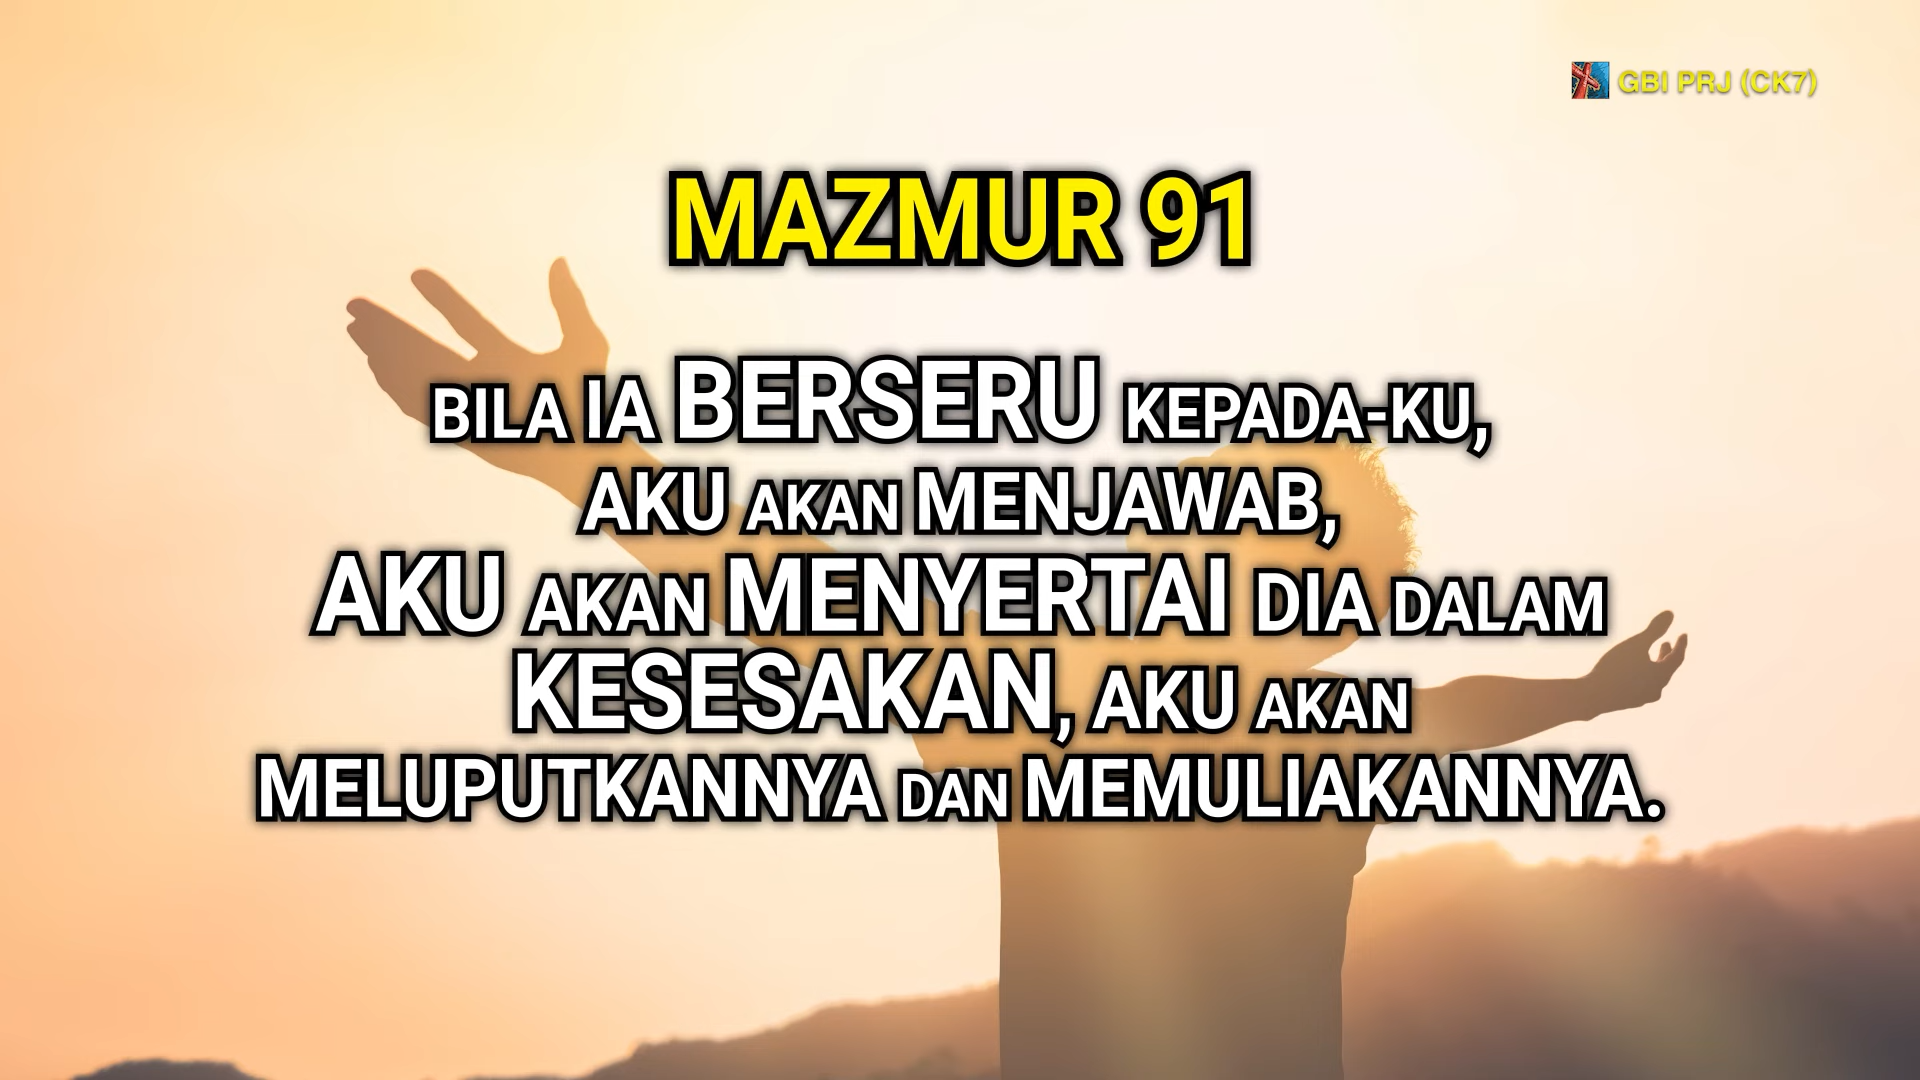 GBI PRJ (CK7)
MAZMUR 91
BILA IA BERSERU KEPADA-KU,
AKU AKAN MENJAWAB,
AKU AKAN MENYERTAI DIA DALAM
KESESAKAN, AKU AKAN
MELUPUTKANNYA DAN MEMULIAKANNYA.